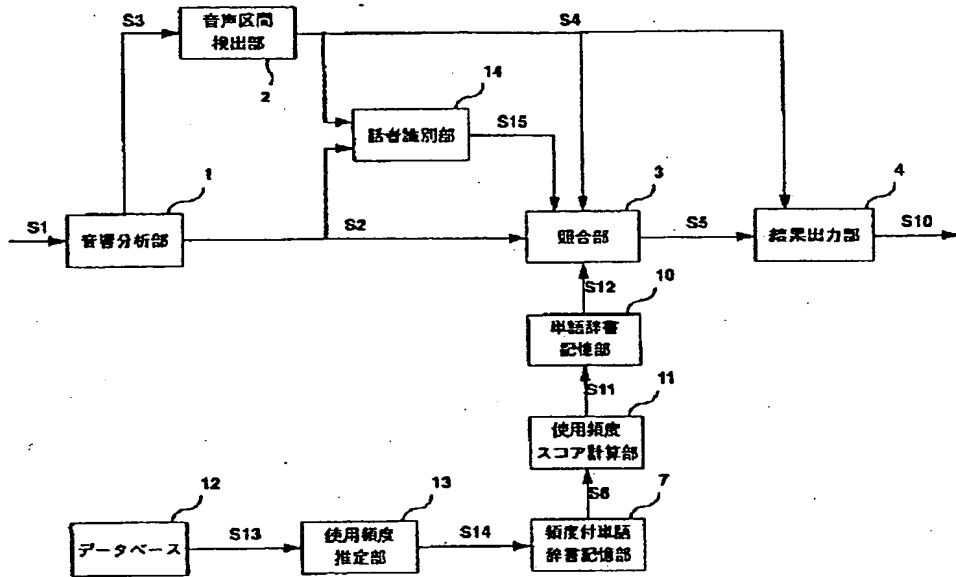 S3
音声区間
検出部
2
S4
14
話者識別部
S15
1
S1
音響分析部
S2
3
照合部
S5
4
結果出力部
S10
S12
10
単語辞書
記憶部
S11
11
使用頻度
スコア計算部
S6
12
データベース
S13
13
使用頻度
推定部
S14
7
頻度付単語
辞書記憶部